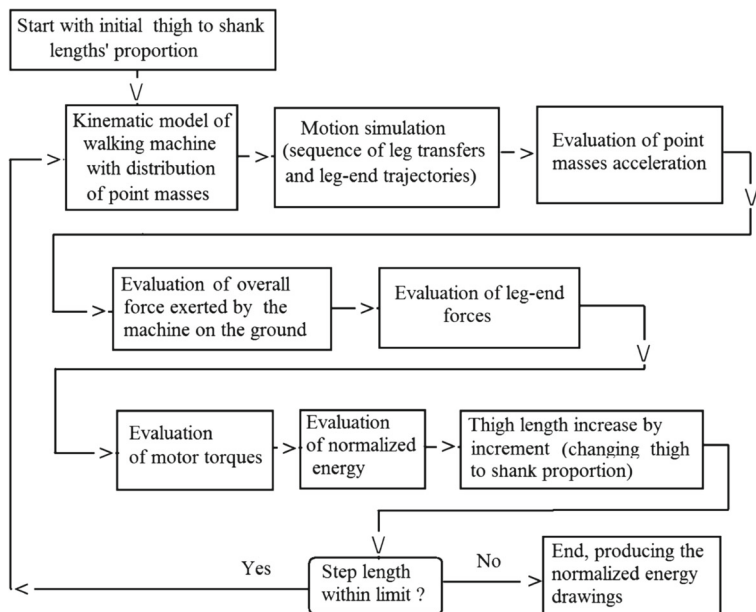 Start with initial thigh to shank
lengths' proportion
Kinematic model of
walking machine
with distribution
of point masses
Motion simulation
(sequence of leg transfers
and leg-end trajectories)
Evaluation of point
masses acceleration
Evaluation of overall
force exerted by the
machine on the ground
Evaluation of leg-end
forces
Evaluation
of motor torques
Evaluation
of normalized
energy
Thigh length increase by
increment (changing thigh
to shank proportion)
Yes
Step length
within limit ?
No
End, producing the
normalized energy
drawings